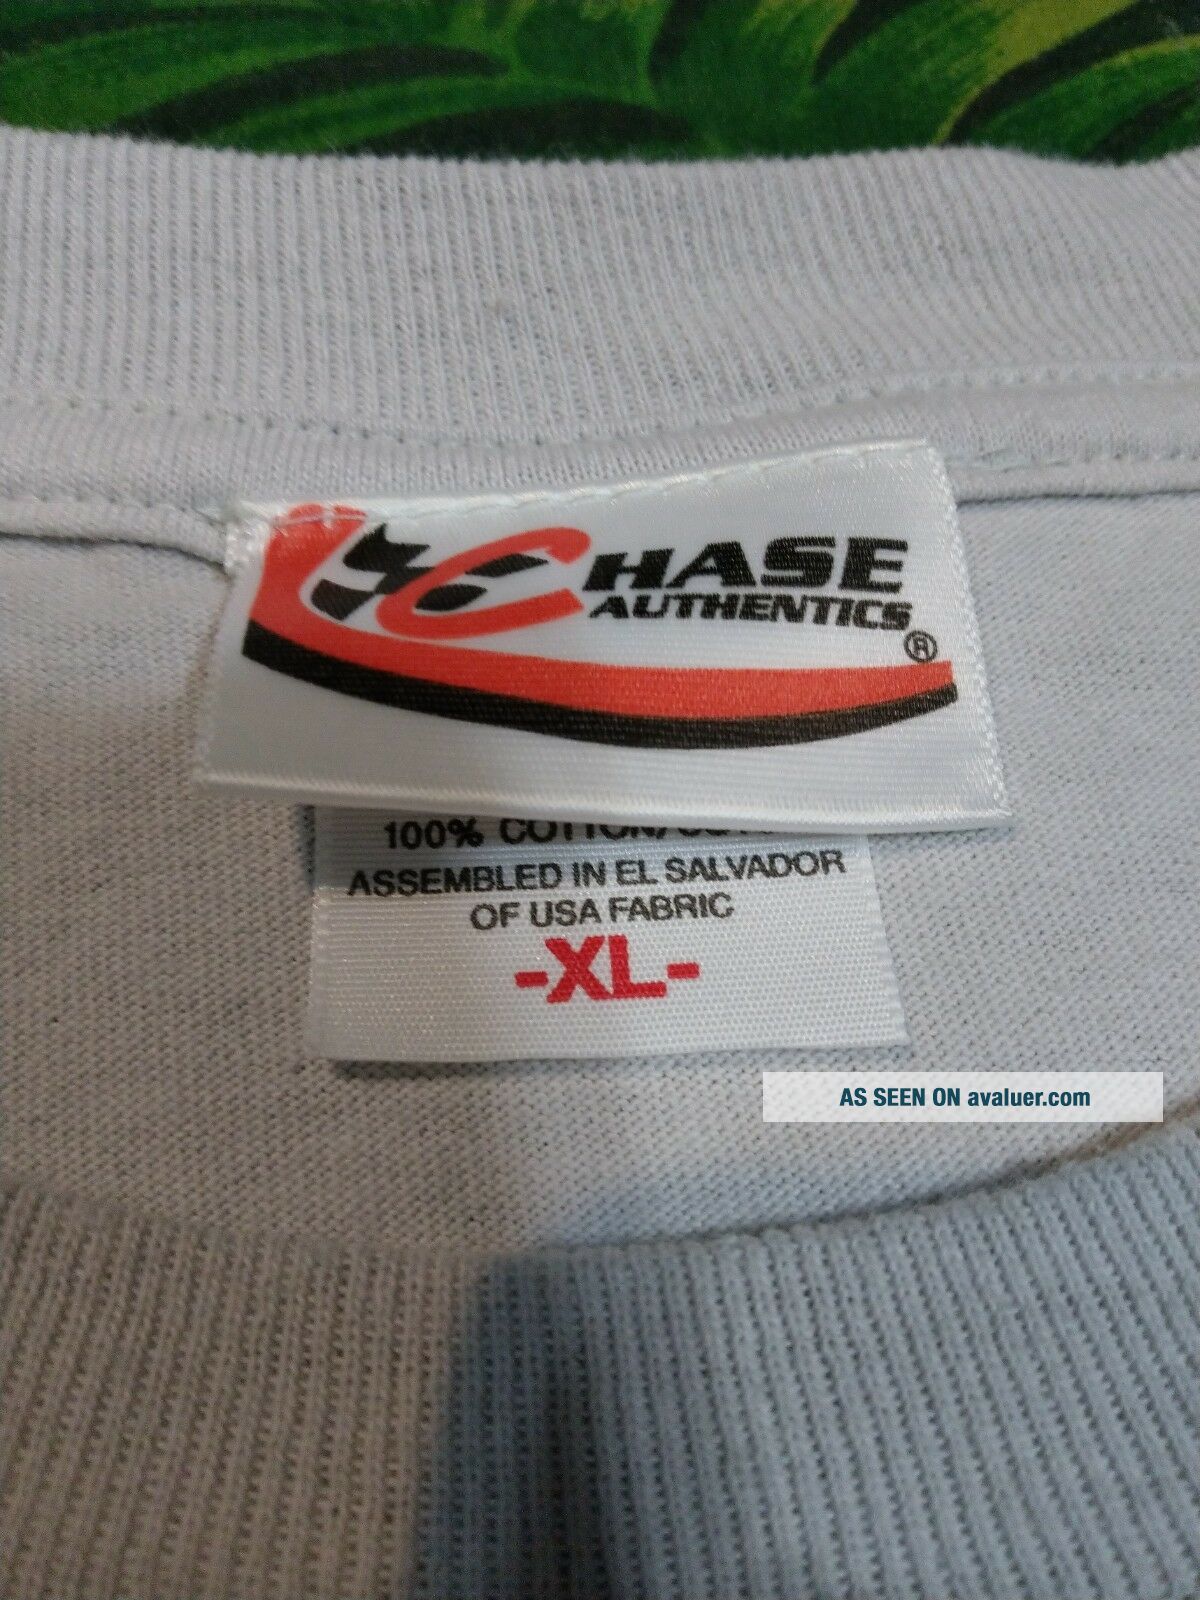 CHASE
AUTHENTICS
®
100% COTTON/
ASSEMBLED IN EL SALVADOR
OF USA FABRIC
-XL-
AS SEEN ON avaluer.com